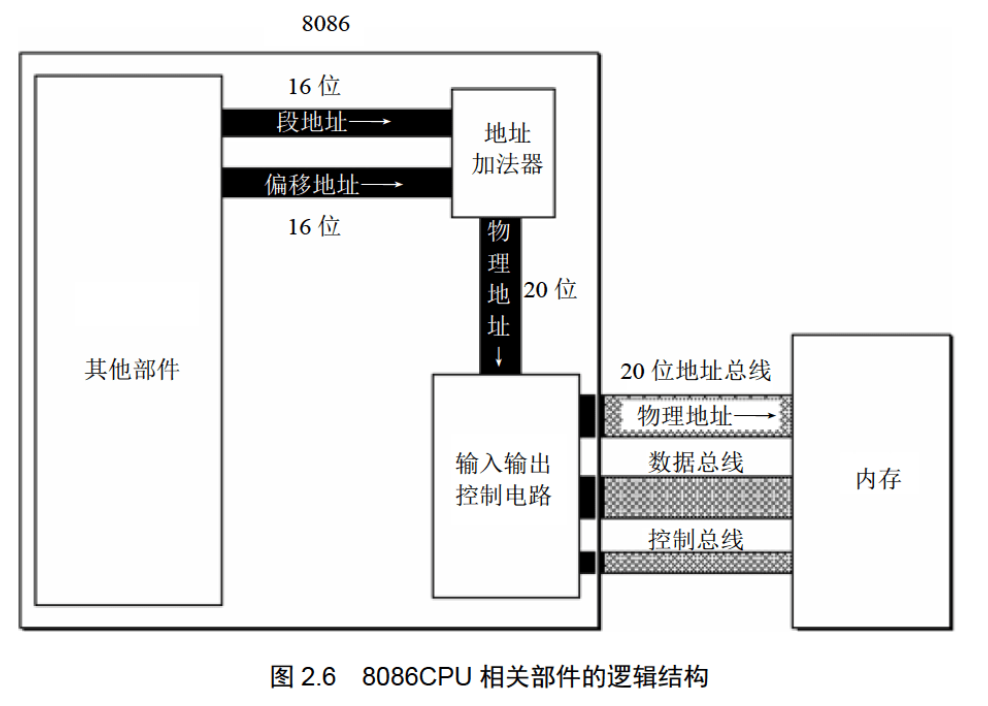 8086
16 位
段地址→
地址
加法器
偏移地址→
16 位
物
理
地
址
↓
20 位
其他部件
20 位地址总线
物理地址→
输入输出
控制电路
数据总线
内存
控制总线
图 2.6 8086CPU 相关部件的逻辑结构